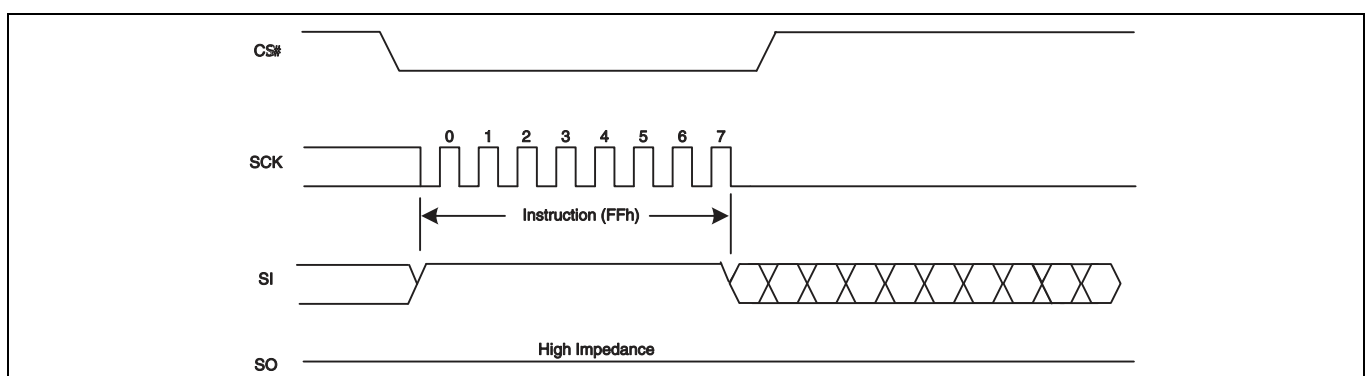 CS#
0 1 2 3 4 5 6 7
SCK
Instruction (FFh)
SI
High Impedance
SO